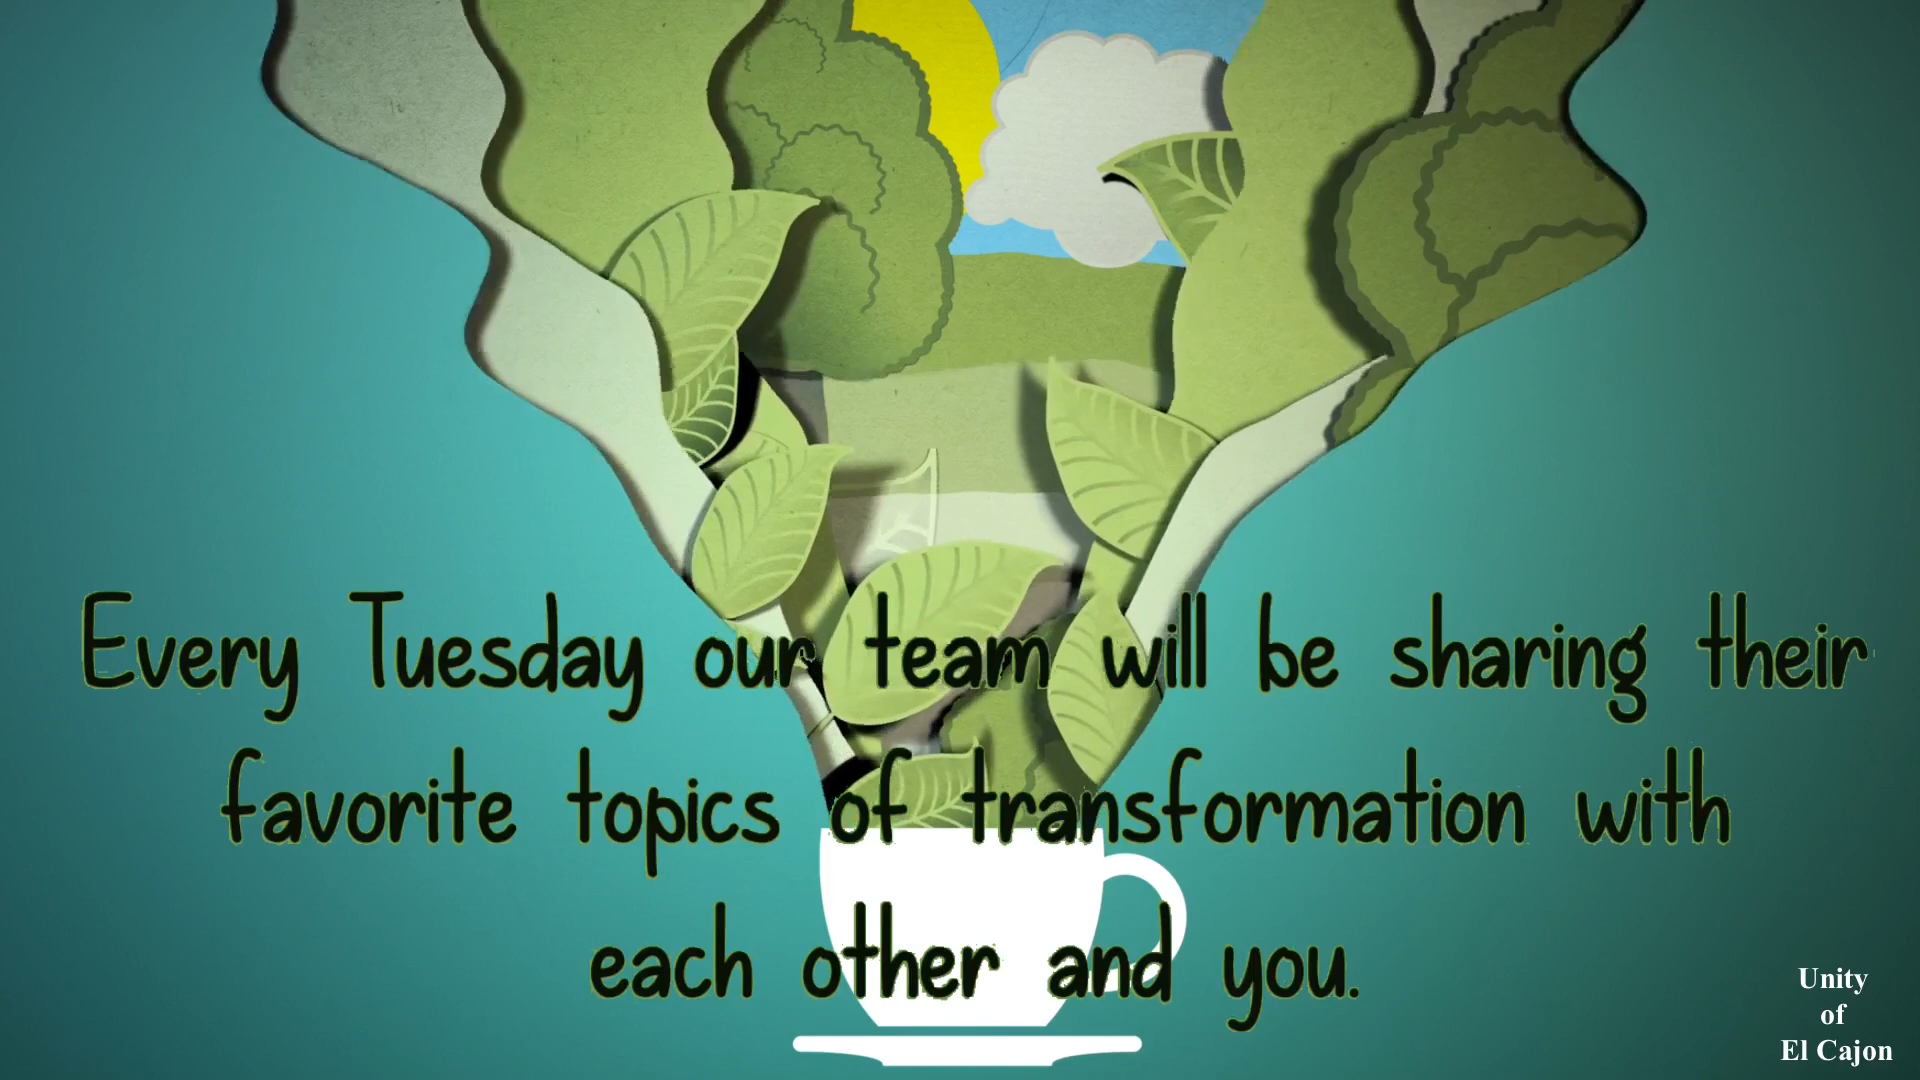 Every Tuesday our team will be sharing their
favorite topics of transformation with
each other and you.
Unity
of
El Cajon